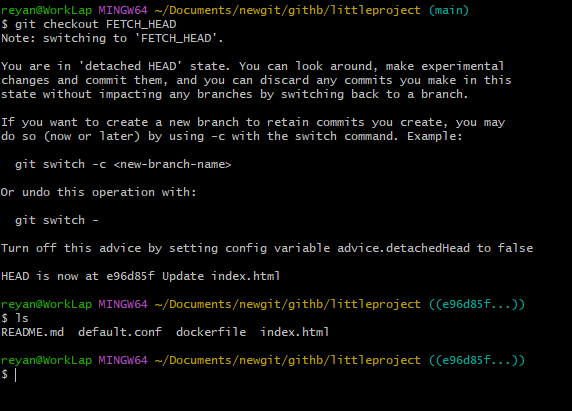 reyan@WorkLap MINGW64 ~/Documents/newgit/githb/littleproject (main)
$ git checkout FETCH_HEAD
Note: switching to 'FETCH_HEAD'.
You are in 'detached HEAD' state. You can look around, make experimental
changes and commit them, and you can discard any commits you make in this
state without impacting any branches by switching back to a branch.
If you want to create a new branch to retain commits you create, you may
do so (now or later) by using -c with the switch command. Example:
git switch -c <new-branch-name>
Or undo this operation with:
git switch -
Turn off this advice by setting config variable advice.detachedHead to false
HEAD is now at e96d85f Update index.html
reyan@WorkLap MINGW64 ~/Documents/newgit/githb/littleproject ((e96d85f...))
$ ls
README.md  default.conf  dockerfile  index.html
reyan@WorkLap MINGW64 ~/Documents/newgit/githb/littleproject ((e96d85f...))
$